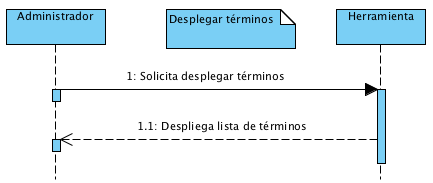 Administrador
Desplegar términos
Herramienta
1: Solicita desplegar términos
1.1: Despliega lista de términos